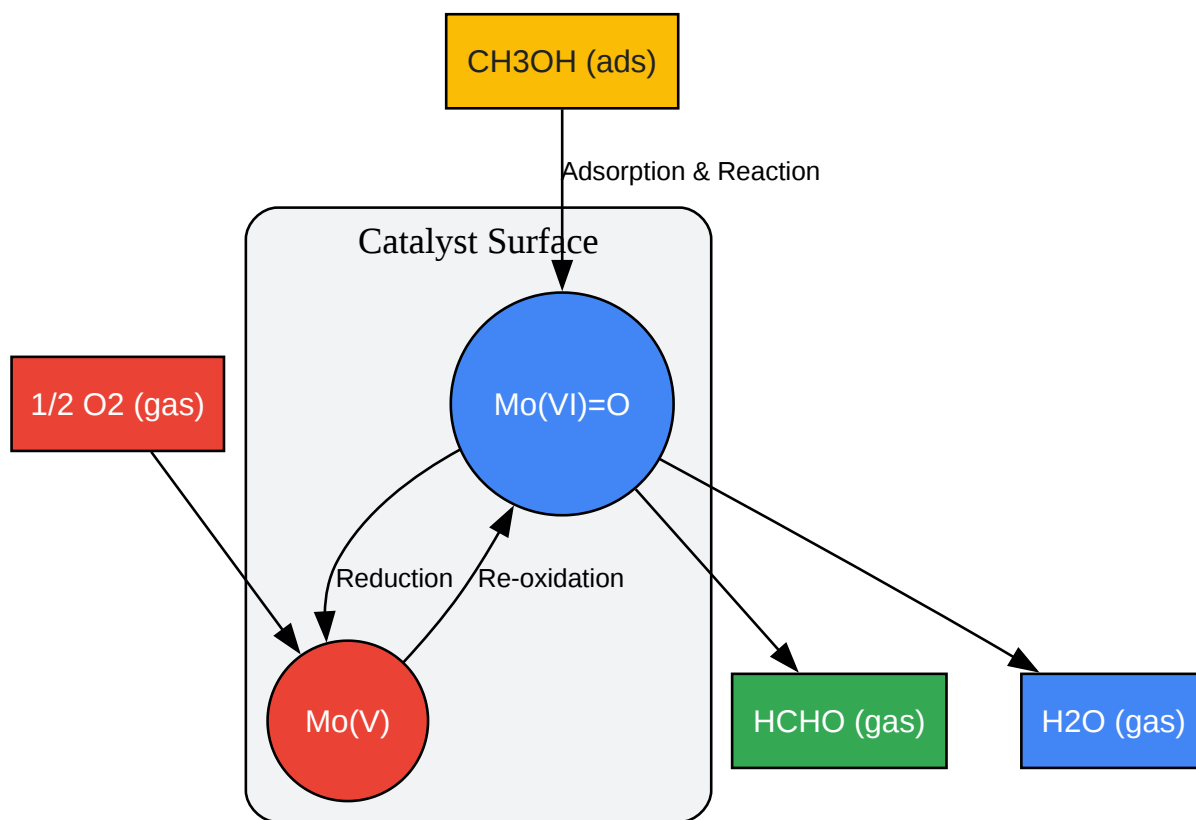 CH3OH (ads)
Adsorption & Reaction
Catalyst Surface
1/2 O2 (gas)
Mo(VI)=O
Reduction
Re-oxidation
Mo(V)
HCHO (gas)
H2O (gas)